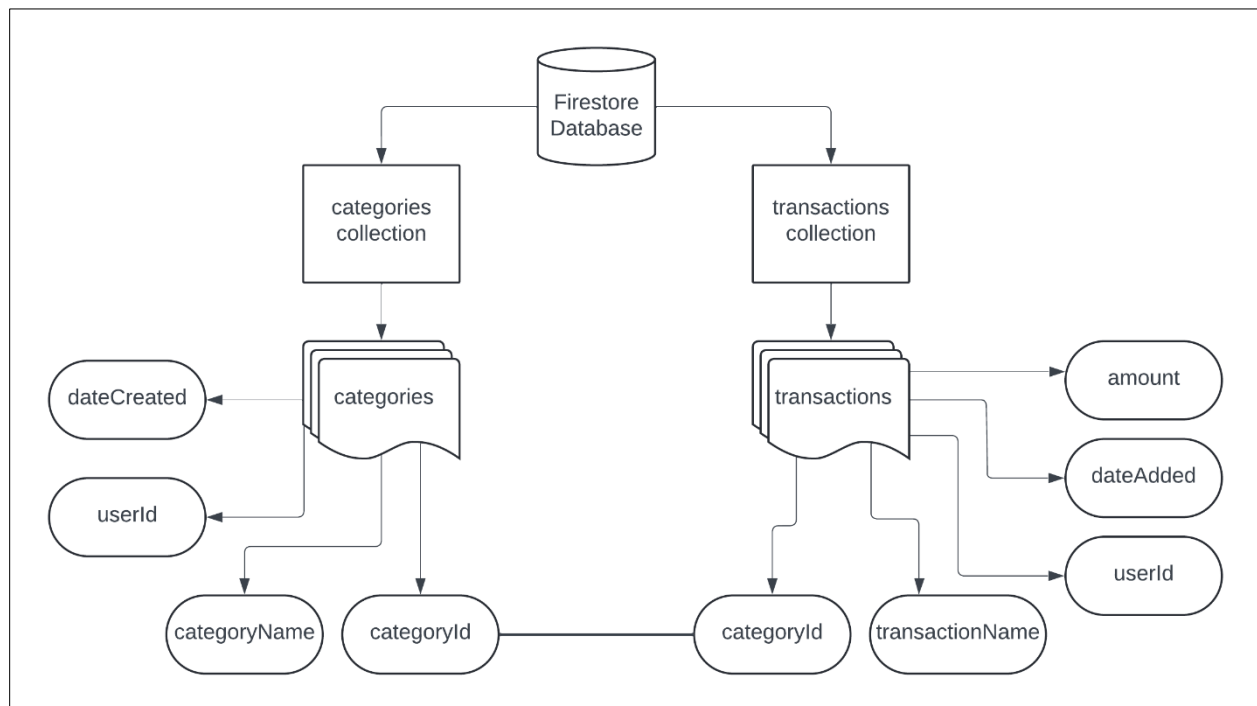 Firestore
Database
categories
collection
transactions
collection
dateCreated
categories
transactions
amount
userId
dateAdded
userId
categoryName
categoryId
categoryId
transactionName